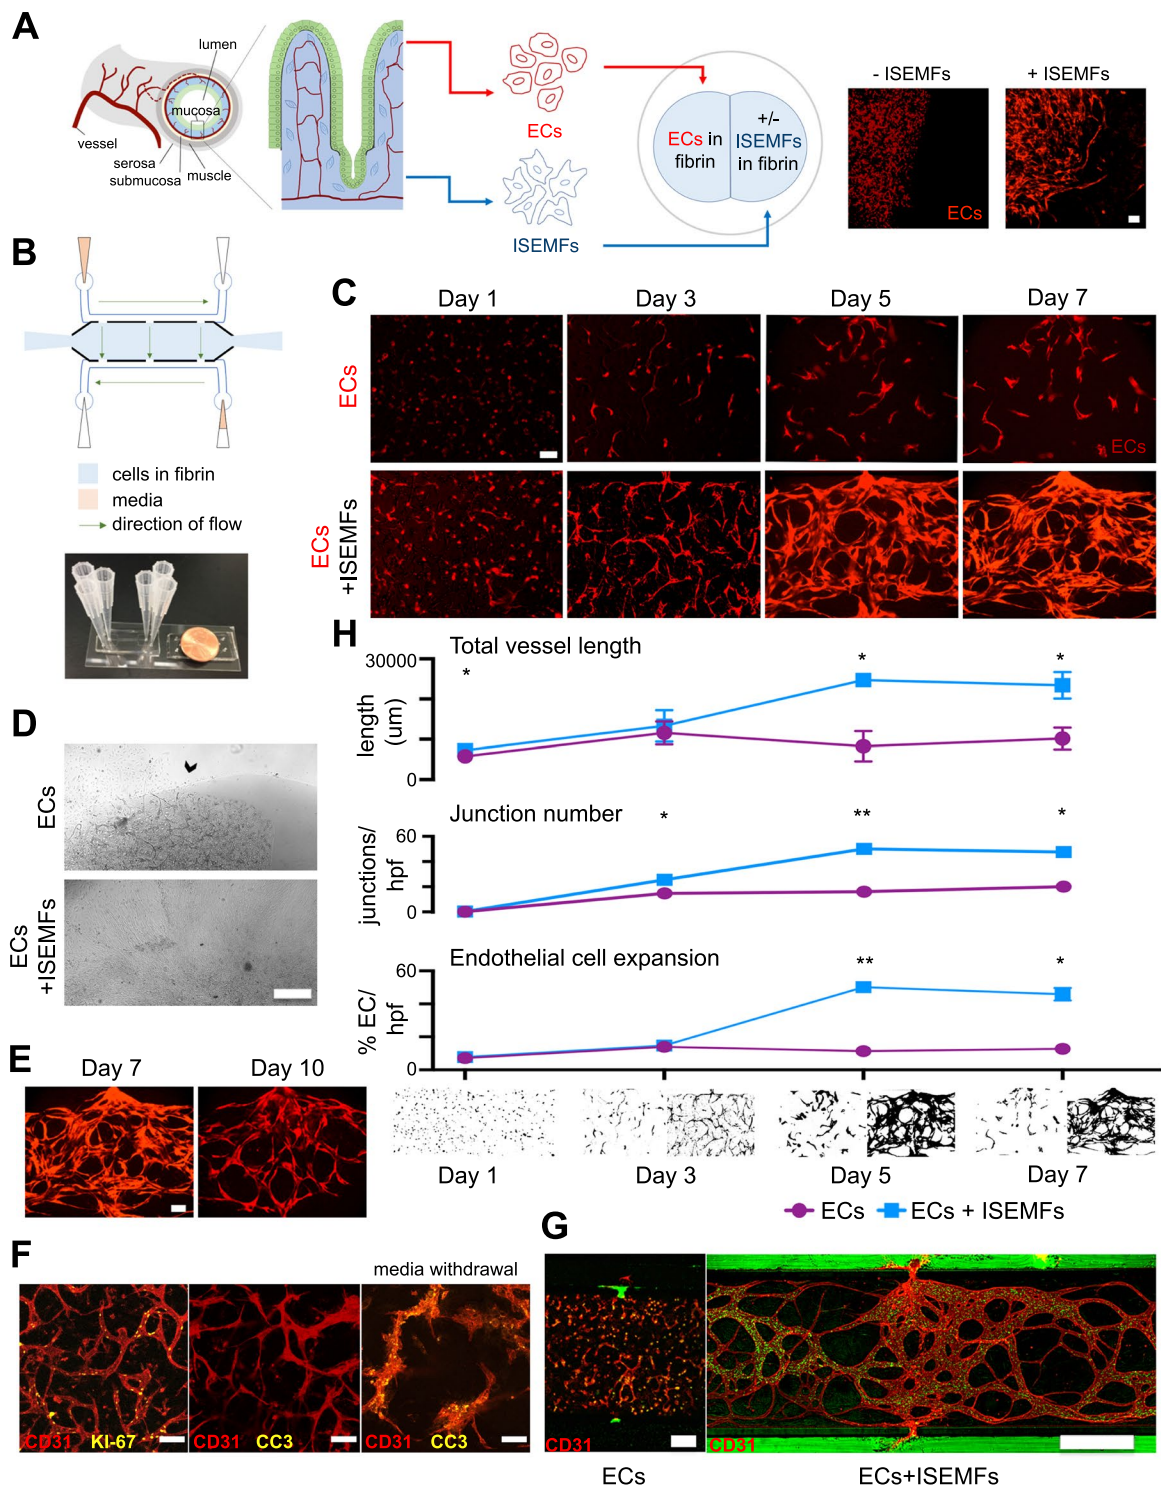 A
lumen
mucosa
vessel
serosa
submucosa
muscle
ECs
ISEMFs
ECs in
fibrin
+/-
ISEMFs
in fibrin
- ISEMFs
+ ISEMFs
ECs
B
cells in fibrin
media
direction of flow
C
Day 1
Day 3
Day 5
Day 7
ECs
ECs
ECs
+ISEMFs
D
ECs
ECs
+ISEMFs
E
Day 7
Day 10
H
Total vessel length
30000
length
(um)
0
*
*
*
Junction number
60
junctions/
hpf
0
*
**
*
Endothelial cell expansion
60
% EC/
hpf
0
**
*
Day 1
Day 3
Day 5
Day 7
ECs
ECs + ISEMFs
F
media withdrawal
CD31
KI-67
CD31
CC3
CD31
CC3
G
CD31
CD31
ECs
ECs+ISEMFs